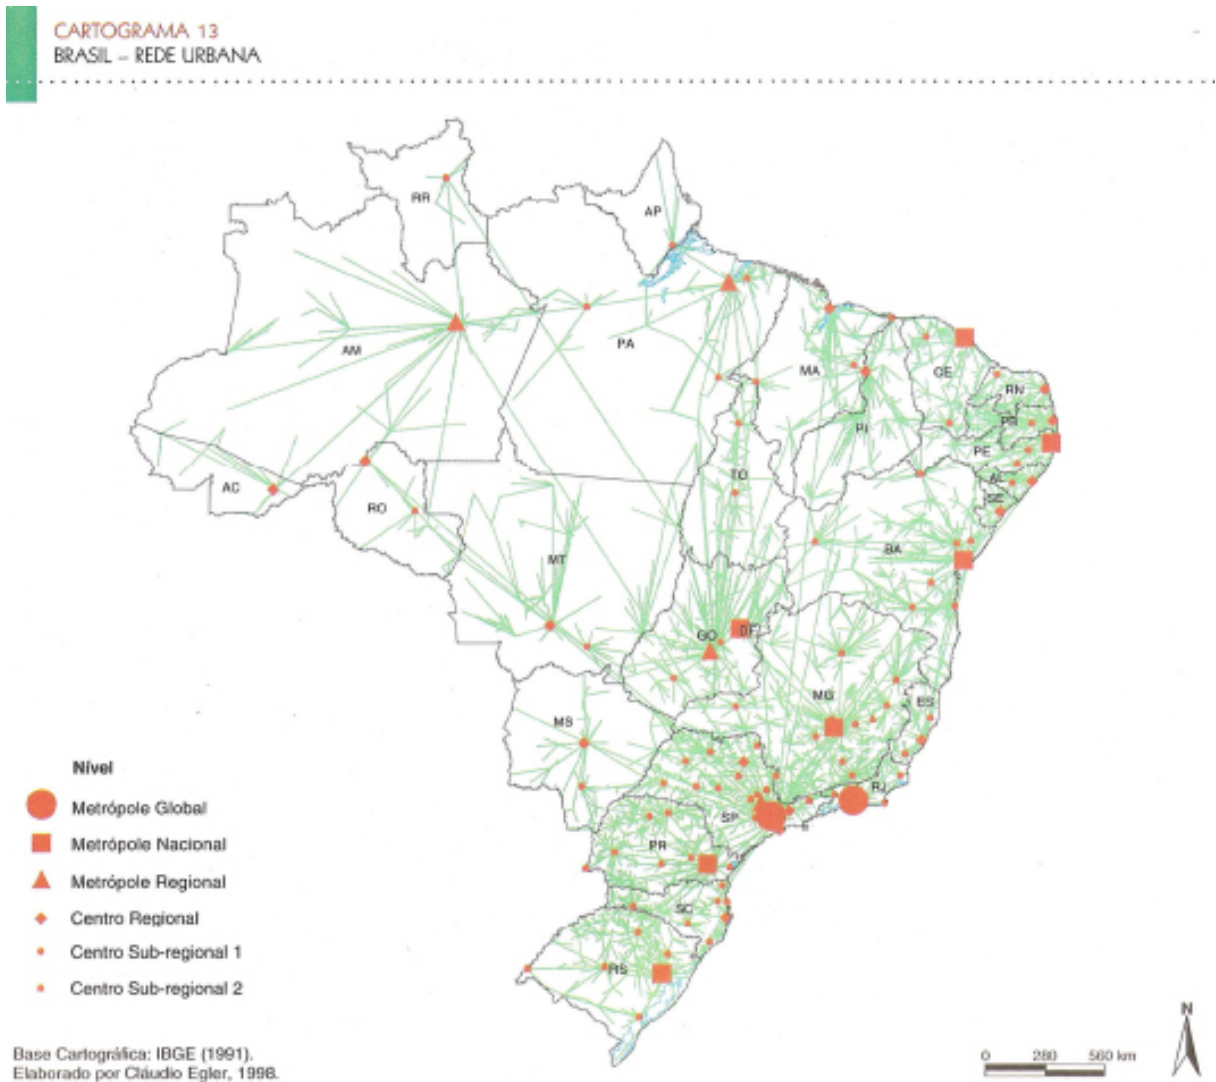 CARTOGRAMA 13
BRASIL – REDE URBANA
RR
AP
AM
PA
MA
CE
RN
PB
PI
PE
AL
SE
AC
RO
TO
BA
MT
GO
DF
MG
ES
MS
RJ
SP
PR
SC
RS
Nível
Metrópole Global
Metrópole Nacional
Metrópole Regional
Centro Regional
Centro Sub-regional 1
Centro Sub-regional 2
Base Cartográfica: IBGE (1991).
Elaborado por Cláudio Egler, 1998.
N
0 280 560 km